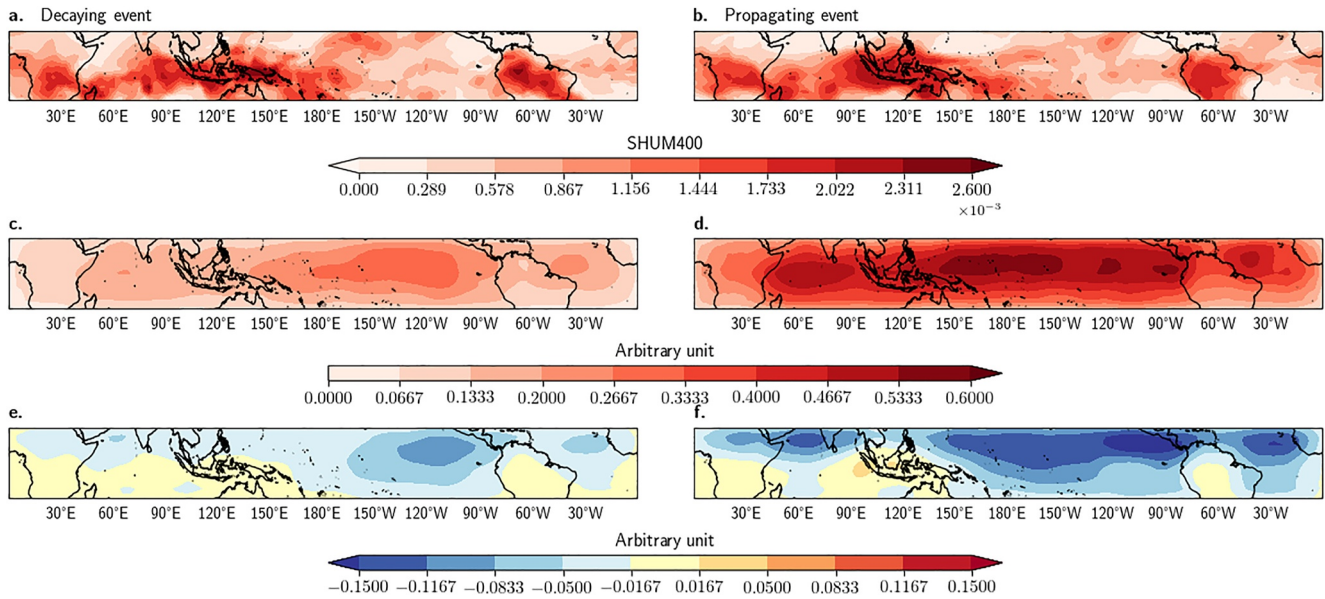 a. Decaying event
b. Propagating event
30°E 60°E 90°E 120°E 150°E 180°E 150°W 120°W 90°W 60°W 30°W
30°E 60°E 90°E 120°E 150°E 180°E 150°W 120°W 90°W 60°W 30°W
SHUM400
0.000 0.289 0.578 0.867 1.156 1.444 1.733 2.022 2.311 2.600
×10⁻³
c.
d.
30°E 60°E 90°E 120°E 150°E 180°E 150°W 120°W 90°W 60°W 30°W
30°E 60°E 90°E 120°E 150°E 180°E 150°W 120°W 90°W 60°W 30°W
Arbitrary unit
0.0000 0.0667 0.1333 0.2000 0.2667 0.3333 0.4000 0.4667 0.5333 0.6000
e.
f.
30°E 60°E 90°E 120°E 150°E 180°E 150°W 120°W 90°W 60°W 30°W
30°E 60°E 90°E 120°E 150°E 180°E 150°W 120°W 90°W 60°W 30°W
Arbitrary unit
−0.1500 −0.1167 −0.0833 −0.0500 −0.0167 0.0167 0.0500 0.0833 0.1167 0.1500